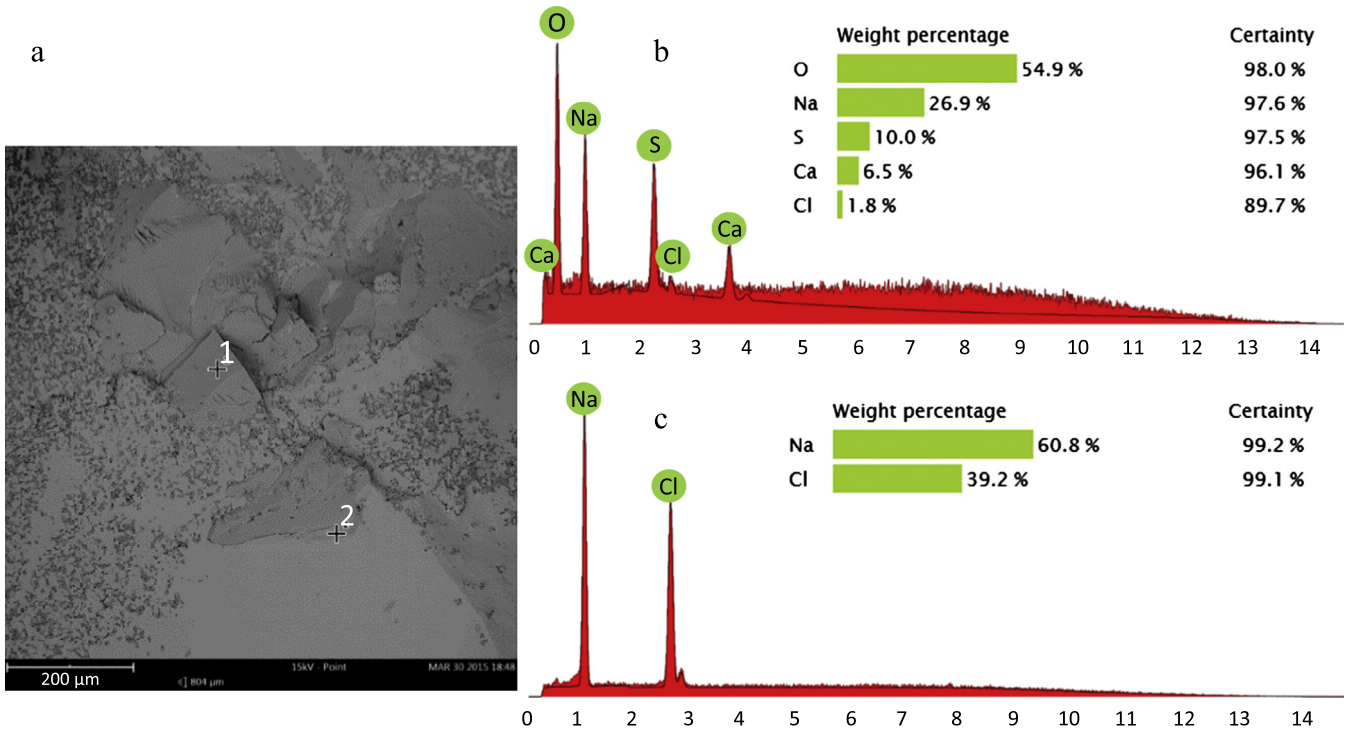 a
1
2
200 µm
15kV - Point
MAR 30 2015 18:48
804 µm
b
O
Na
S
Ca
Cl
Ca
Weight percentage Certainty
O 54.9 % 98.0 %
Na 26.9 % 97.6 %
S 10.0 % 97.5 %
Ca 6.5 % 96.1 %
Cl 1.8 % 89.7 %
0 1 2 3 4 5 6 7 8 9 10 11 12 13 14
c
Na
Cl
Weight percentage Certainty
Na 60.8 % 99.2 %
Cl 39.2 % 99.1 %
0 1 2 3 4 5 6 7 8 9 10 11 12 13 14